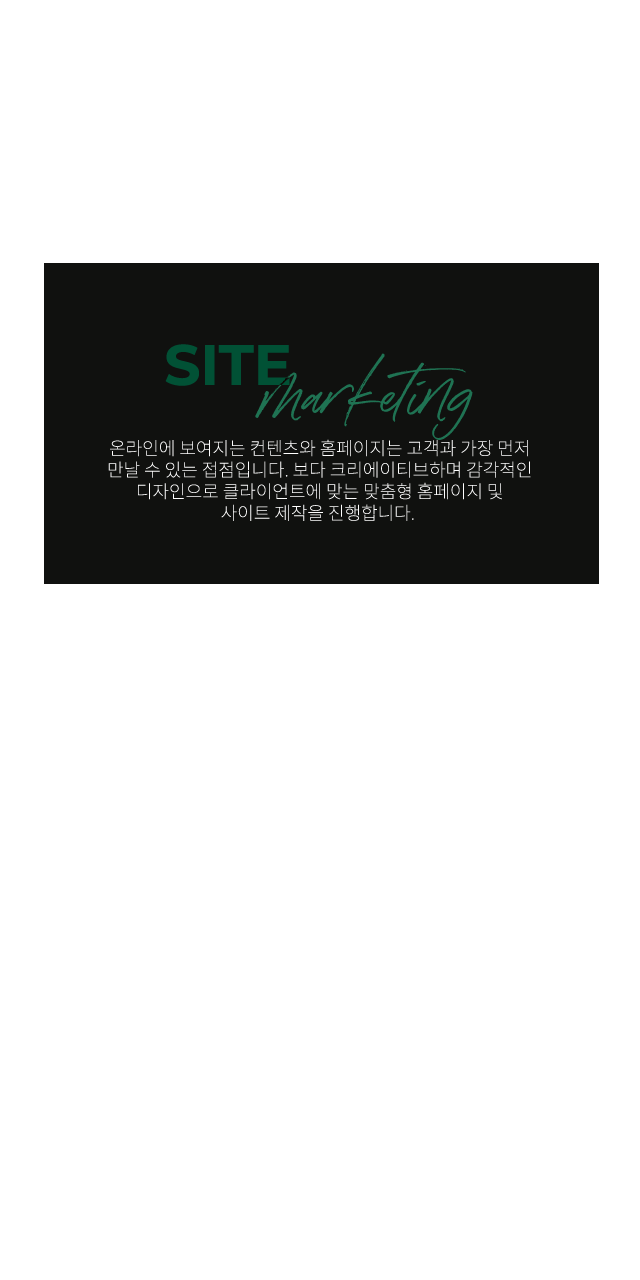 SITE
marketing
온라인에 보여지는 컨텐츠와 홈페이지는 고객과 가장 먼저
만날 수 있는 접점입니다. 보다 크리에이티브하며 감각적인
디자인으로 클라이언트에 맞는 맞춤형 홈페이지 및
사이트 제작을 진행합니다.